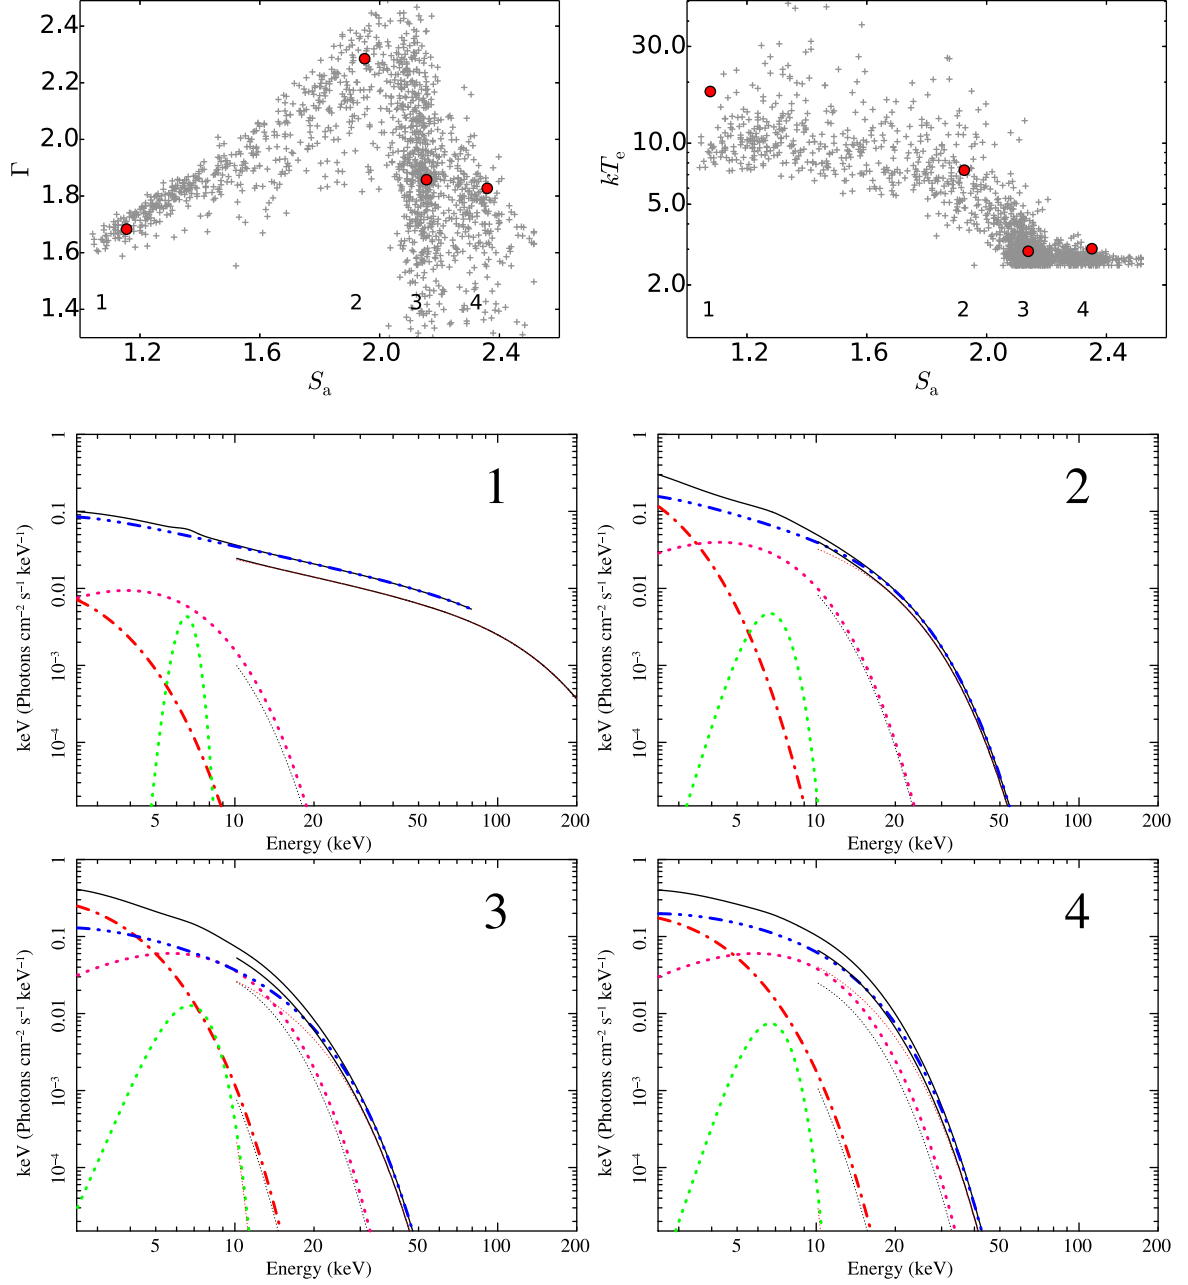 2.4
2.2
2.0
1.8
1.6
1.4
Γ
1 2 3 4
1.2 1.6 2.0 2.4
S_a
30.0
10.0
5.0
2.0
kT_e
1 2 3 4
1.2 1.6 2.0 2.4
S_a
1
0.1
0.01
10⁻³
10⁻⁴
keV (Photons cm⁻² s⁻¹ keV⁻¹)
1
5 10 20 50 100 200
Energy (keV)
1
0.1
0.01
10⁻³
10⁻⁴
keV (Photons cm⁻² s⁻¹ keV⁻¹)
2
5 10 20 50 100 200
Energy (keV)
1
0.1
0.01
10⁻³
10⁻⁴
keV (Photons cm⁻² s⁻¹ keV⁻¹)
3
5 10 20 50 100 200
Energy (keV)
1
0.1
0.01
10⁻³
10⁻⁴
keV (Photons cm⁻² s⁻¹ keV⁻¹)
4
5 10 20 50 100 200
Energy (keV)